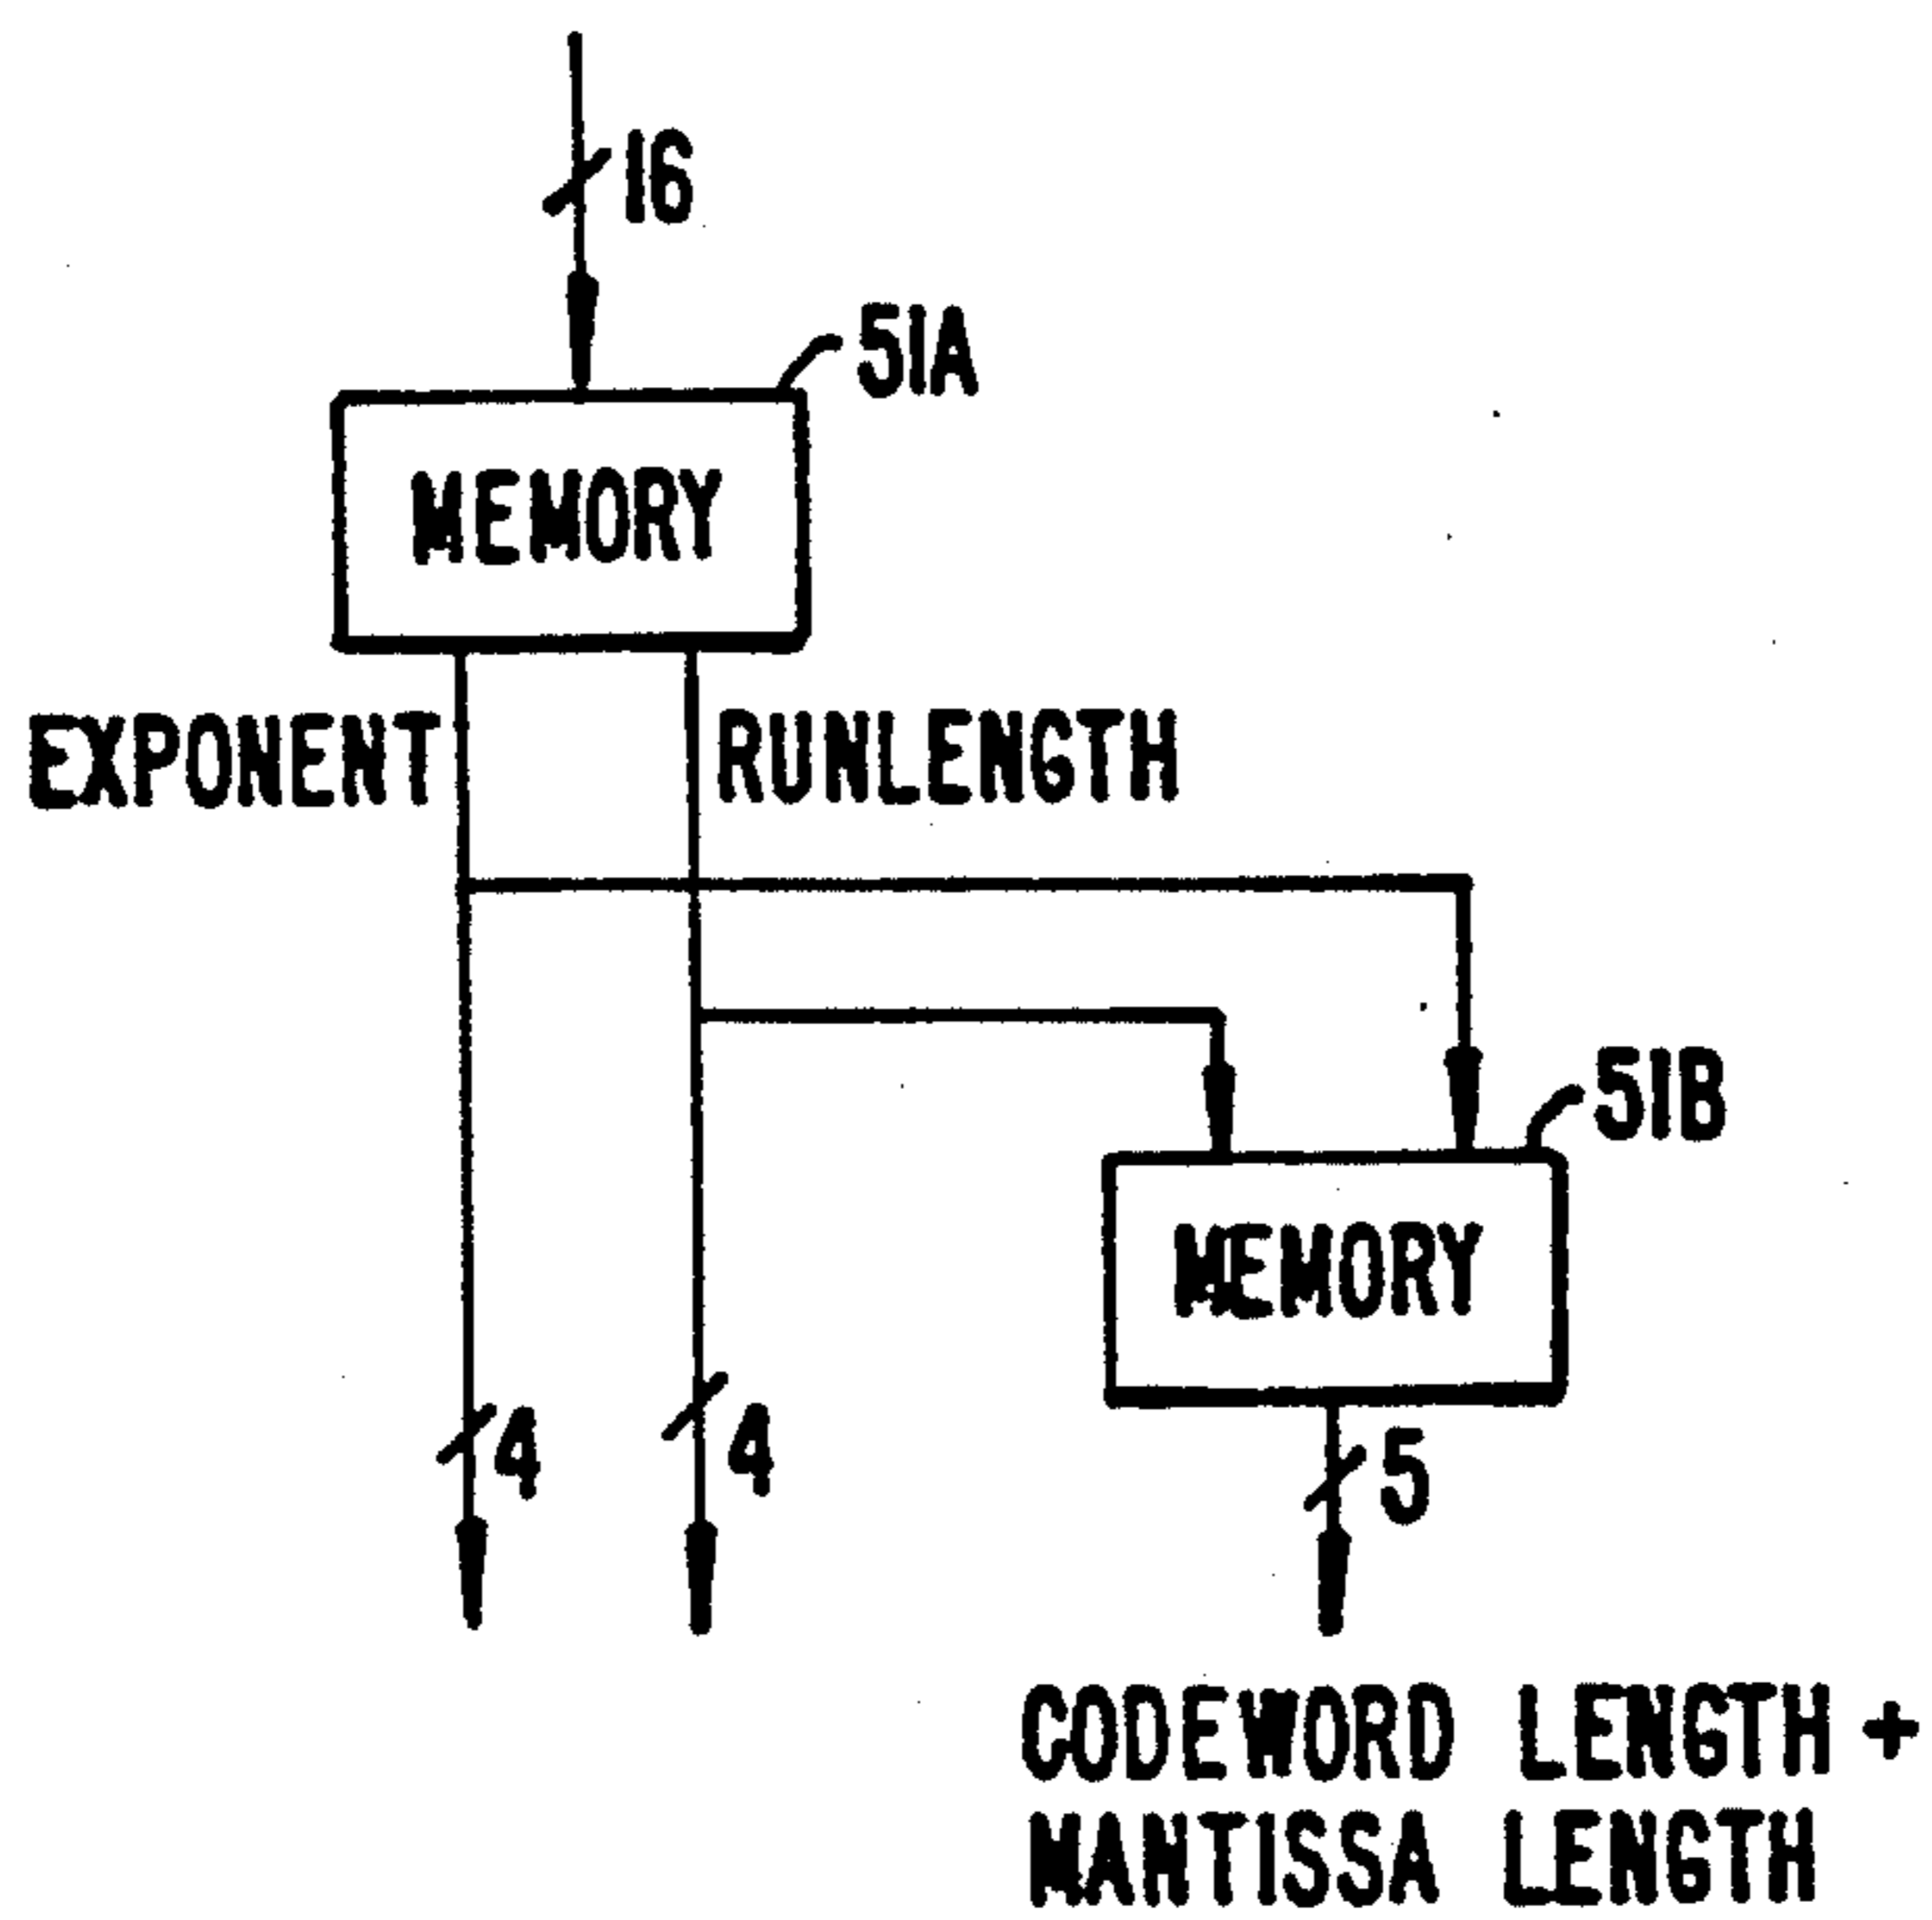 16
51A
MEMORY
EXPONENT
RUNLENGTH
51B
MEMORY
4
4
5
CODEWORD LENGTH +
MANTISSA LENGTH